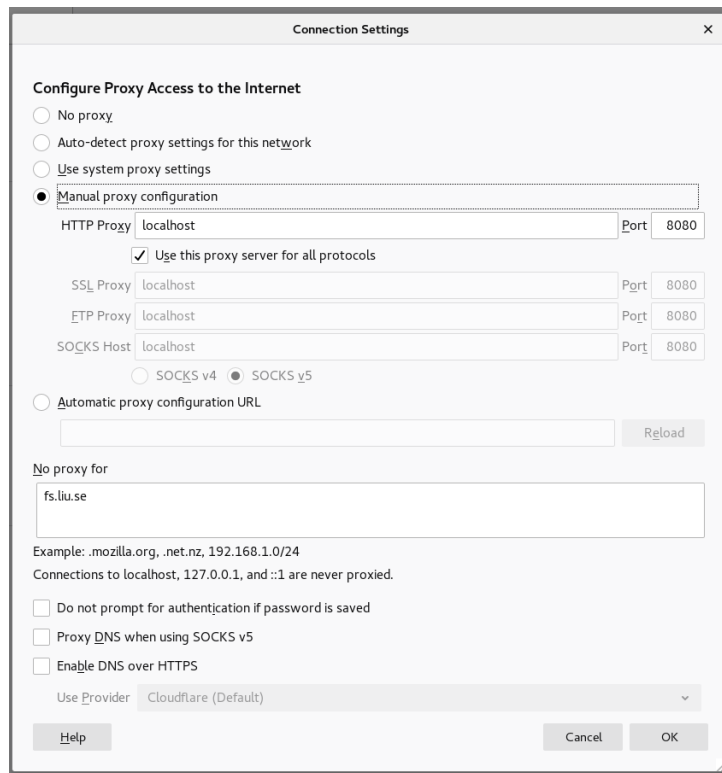 Connection Settings
Configure Proxy Access to the Internet
No proxy
Auto-detect proxy settings for this network
Use system proxy settings
Manual proxy configuration
HTTP Proxy localhost Port 8080
Use this proxy server for all protocols
SSL Proxy localhost Port 8080
FTP Proxy localhost Port 8080
SOCKS Host localhost Port 8080
SOCKS v4 SOCKS v5
Automatic proxy configuration URL
Reload
No proxy for
fs.liu.se
Example: .mozilla.org, .net.nz, 192.168.1.0/24
Connections to localhost, 127.0.0.1, and ::1 are never proxied.
Do not prompt for authentication if password is saved
Proxy DNS when using SOCKS v5
Enable DNS over HTTPS
Use Provider Cloudflare (Default)
Help Cancel OK